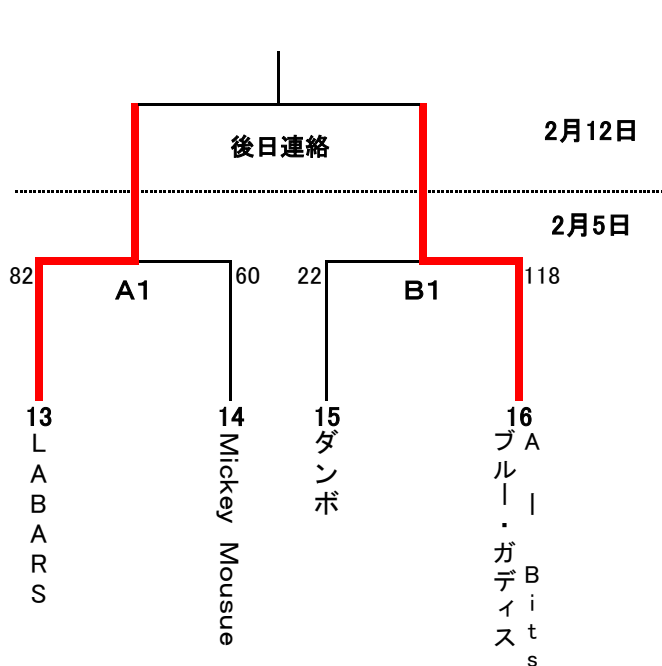 2月12日
後日連絡
2月5日
82
60
22
118
A1
B1
13
14
15
16
LABARS
Mickey Mousue
ダンボ
A ー Bits
ブルー・ガディス